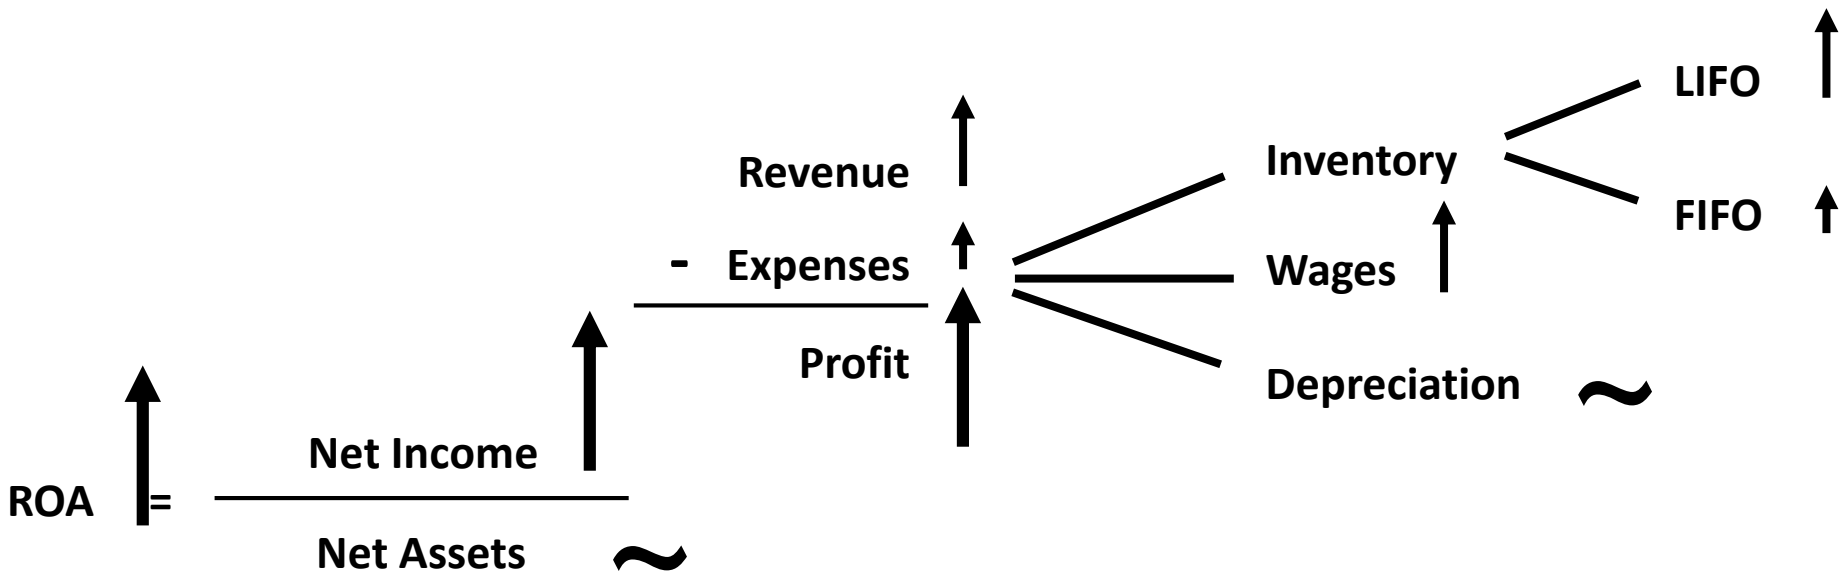 LIFO
Inventory
Revenue
FIFO
- Expenses
Wages
Profit
Depreciation ~
Net Income
ROA =
Net Assets ~